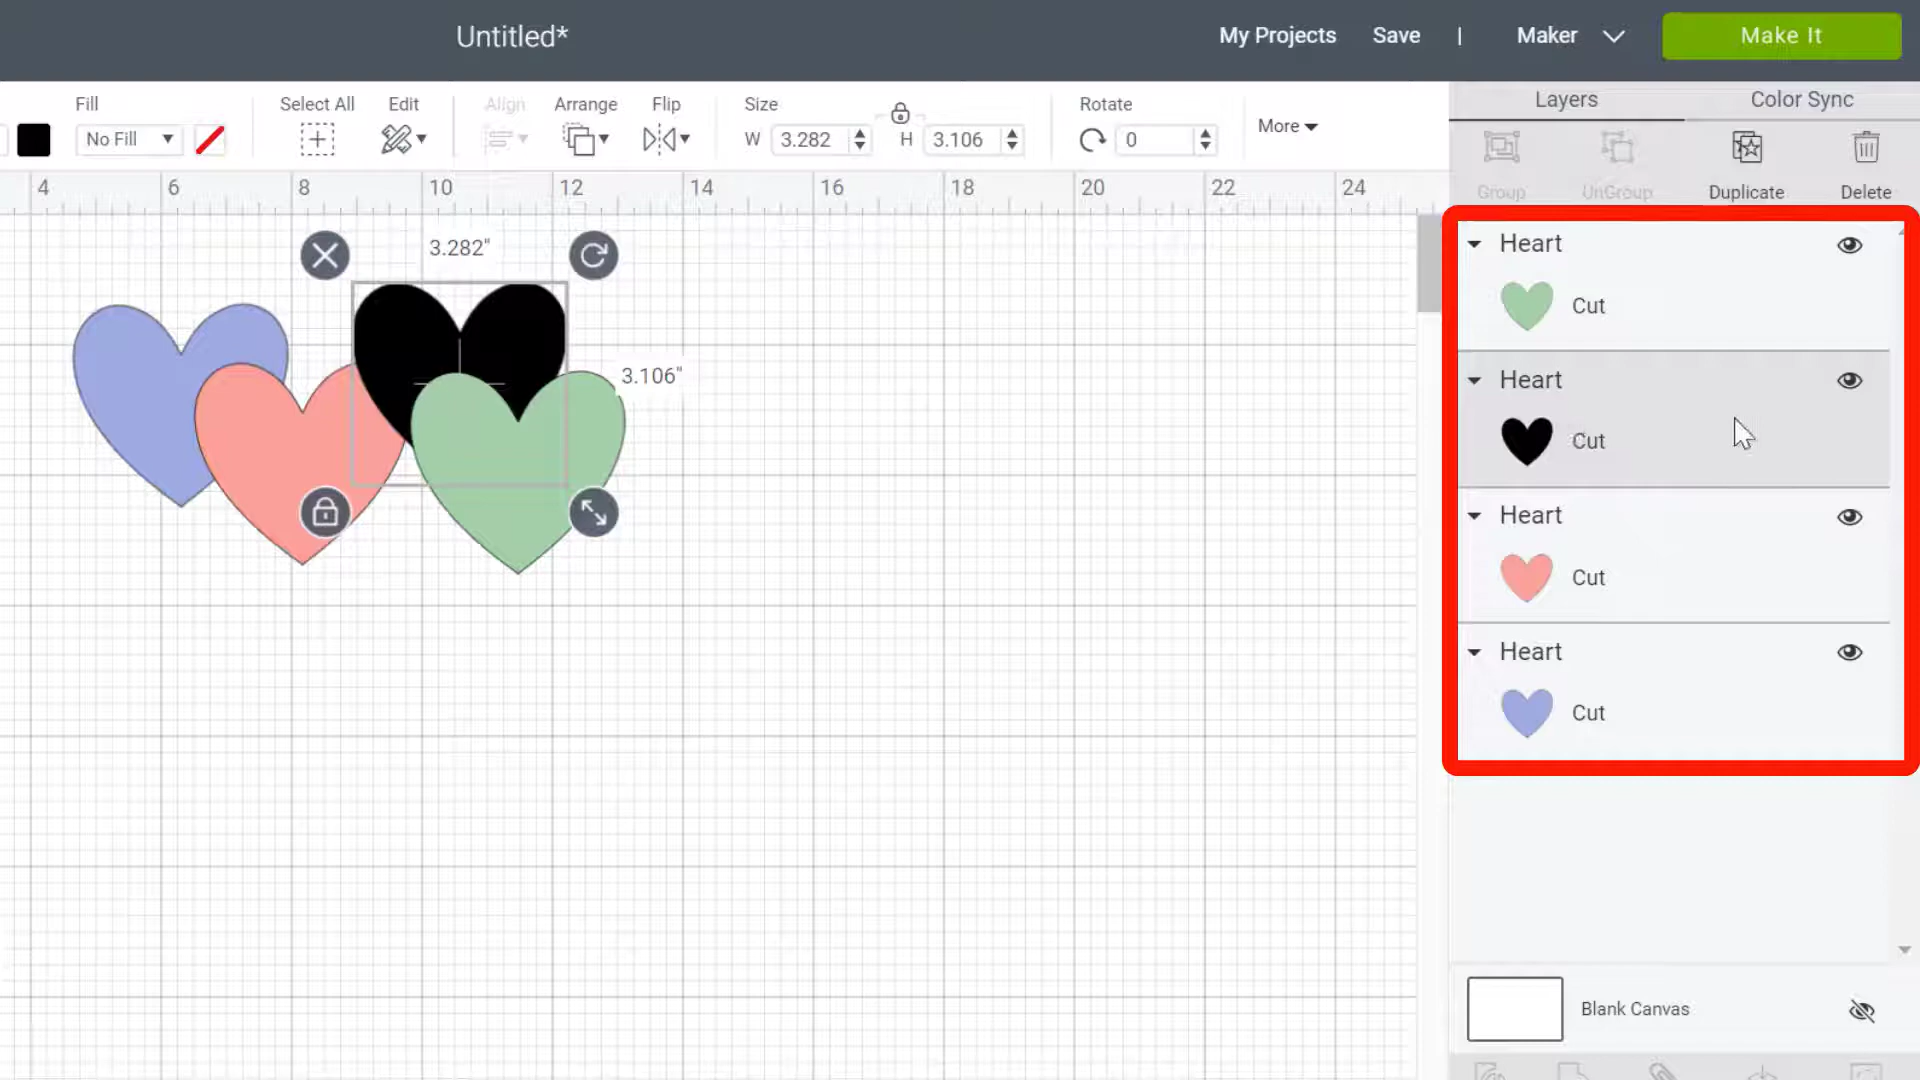 Untitled*
My Projects
Save
|
Maker
Make It
Fill
Select All
Edit
Align
Arrange
Flip
Size
Rotate
More
No Fill
W 3.282
H 3.106
0
Layers
Color Sync
Group
UnGroup
Duplicate
Delete
4 6 8 10 12 14 16 18 20 22 24
3.282"
3.106"
Heart
Cut
Heart
Cut
Heart
Cut
Heart
Cut
Blank Canvas